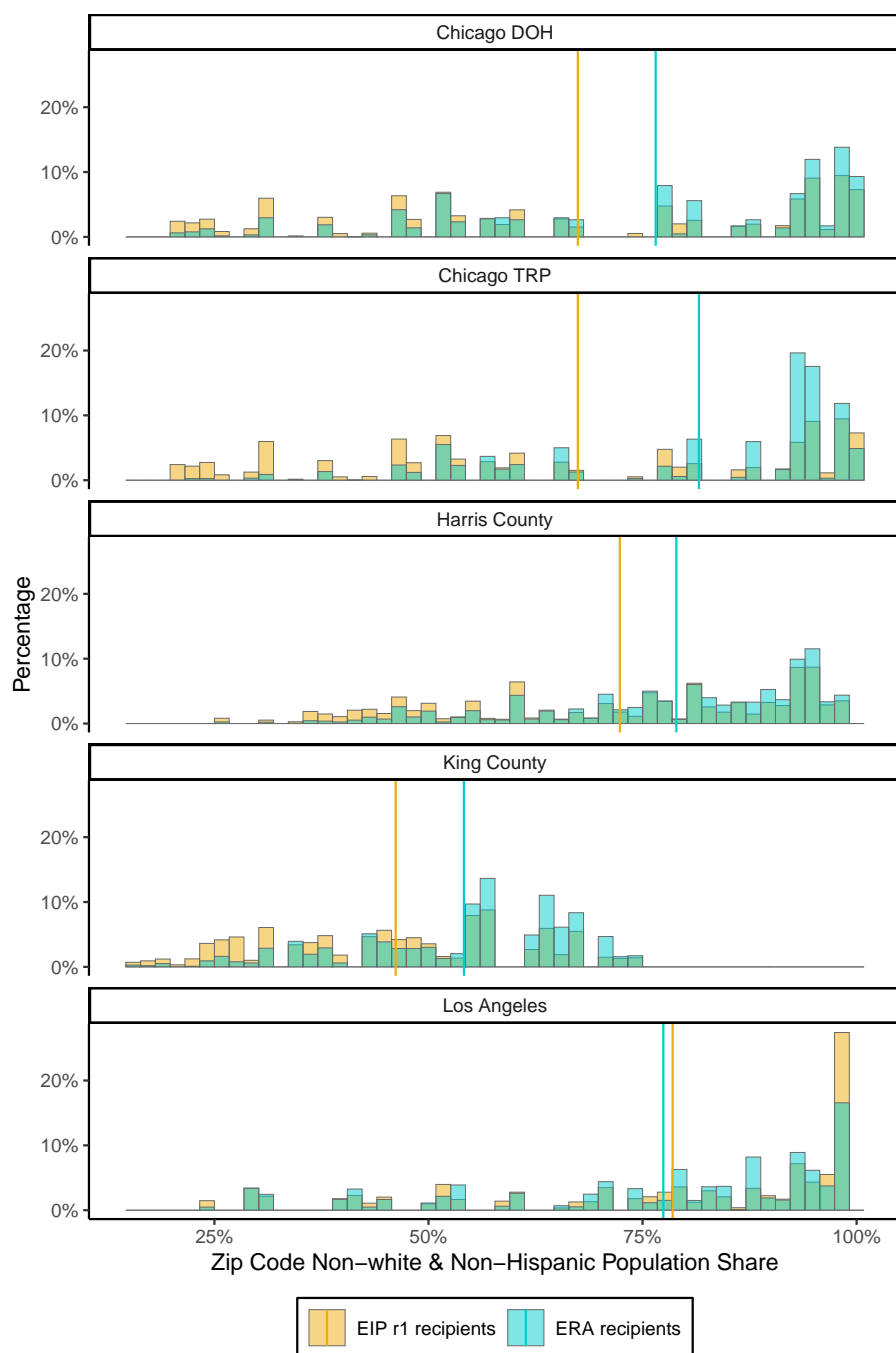 Chicago DOH
20%
10%
0%
Chicago TRP
20%
10%
0%
Harris County
20%
10%
0%
King County
20%
10%
0%
Los Angeles
20%
10%
0%
Percentage
25%
50%
75%
100%
Zip Code Non−white & Non−Hispanic Population Share
EIP r1 recipients
ERA recipients